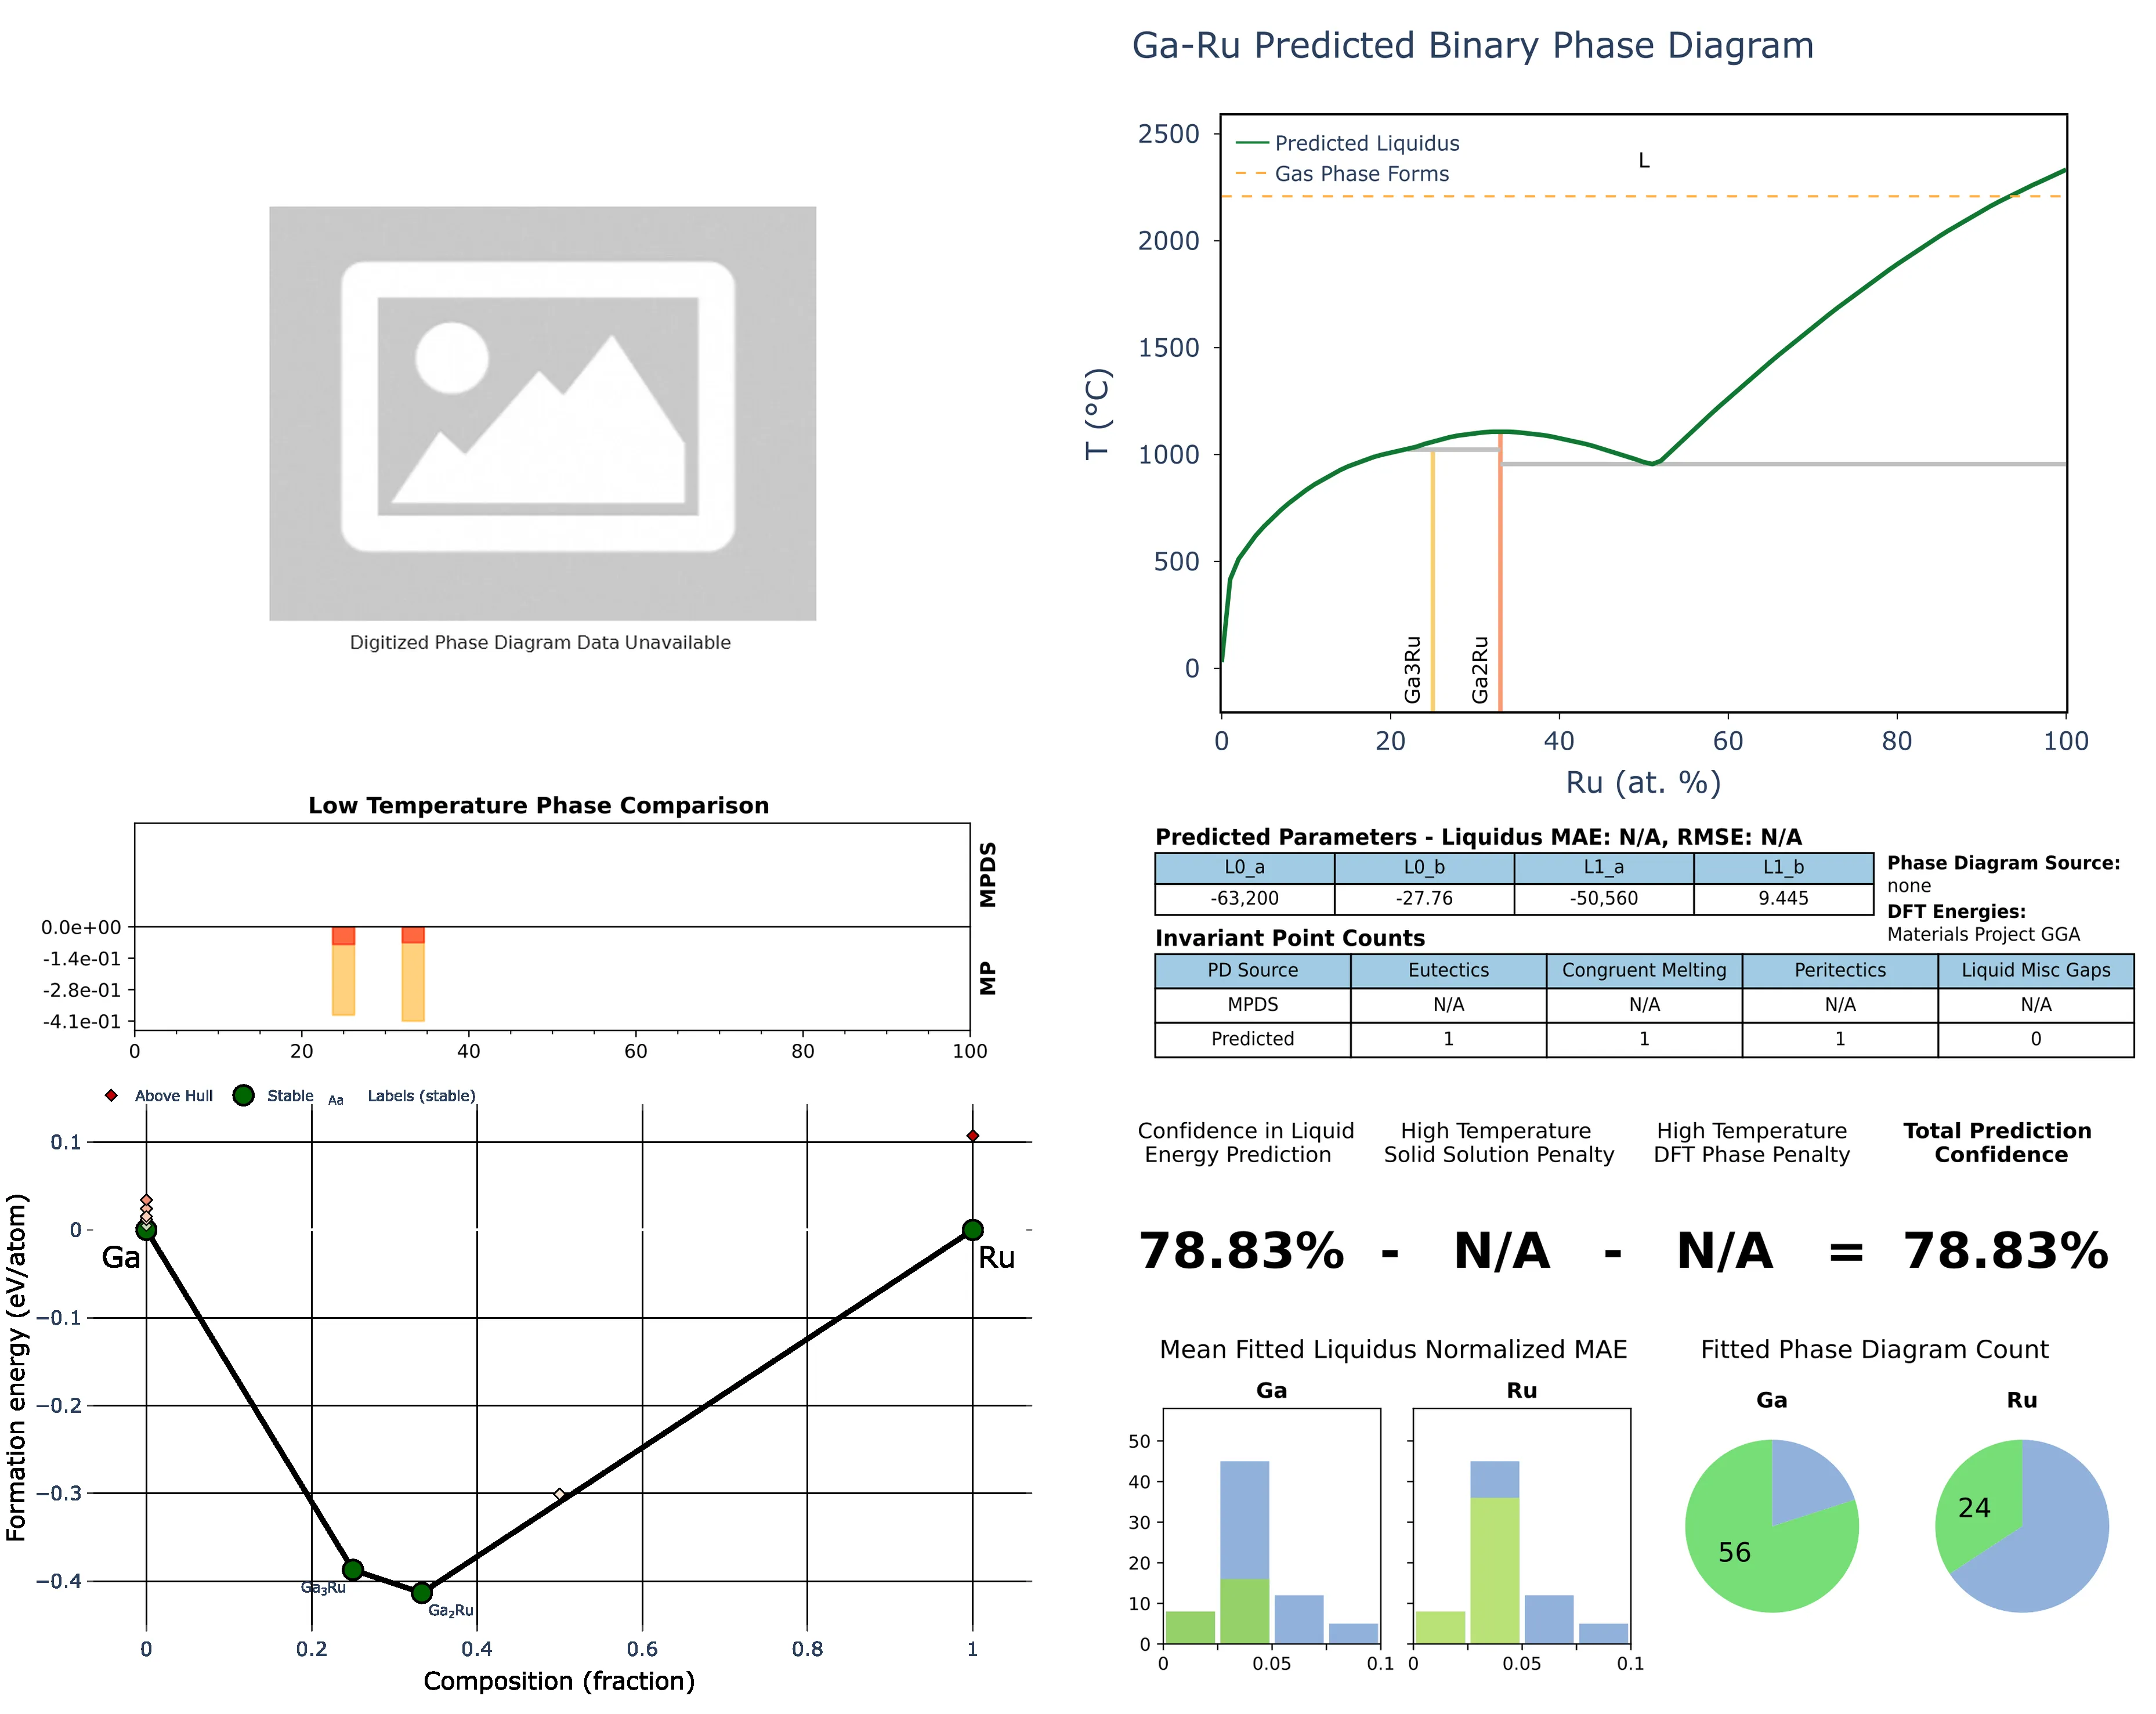 Ga-Ru Predicted Binary Phase Diagram
Digitized Phase Diagram Data Unavailable
2500
2000
1500
1000
500
0
T (°C)
Predicted Liquidus
Gas Phase Forms
L
Ga3Ru
Ga2Ru
0 20 40 60 80 100
Ru (at. %)
Low Temperature Phase Comparison
MPDS
MP
0.0e+00
-1.4e-01
-2.8e-01
-4.1e-01
0 20 40 60 80 100
Predicted Parameters - Liquidus MAE: N/A, RMSE: N/A
L0_a L0_b L1_a L1_b
-63,200 -27.76 -50,560 9.445
Phase Diagram Source:
none
DFT Energies:
Materials Project GGA
Invariant Point Counts
PD Source Eutectics Congruent Melting Peritectics Liquid Misc Gaps
MPDS N/A N/A N/A N/A
Predicted 1 1 1 0
Above Hull Stable Aa Labels (stable)
0.1
0
−0.1
−0.2
−0.3
−0.4
Formation energy (eV/atom)
Ga
Ru
Ga3Ru
Ga2Ru
0 0.2 0.4 0.6 0.8 1
Composition (fraction)
Confidence in Liquid
Energy Prediction
High Temperature
Solid Solution Penalty
High Temperature
DFT Phase Penalty
Total Prediction
Confidence
78.83% - N/A - N/A = 78.83%
Mean Fitted Liquidus Normalized MAE
Ga
Ru
50
40
30
20
10
0
0 0.05 0.1
0 0.05 0.1
Fitted Phase Diagram Count
Ga
Ru
56
24